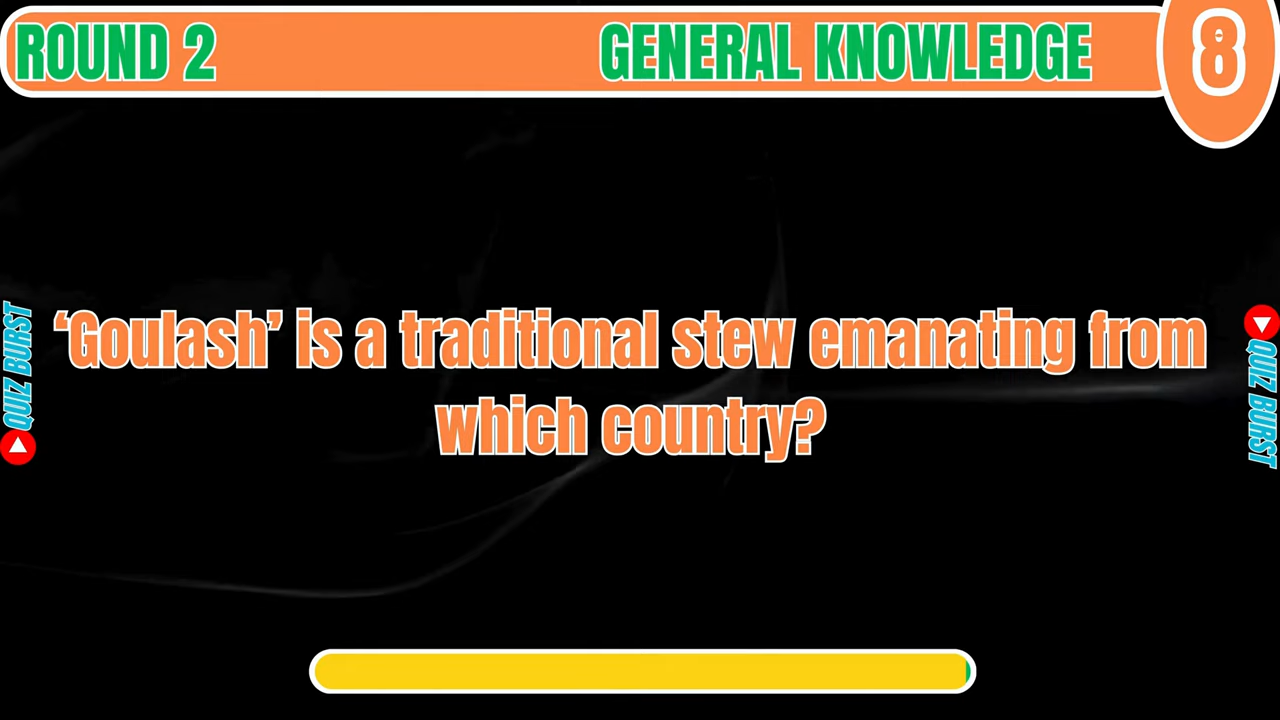 ROUND 2
GENERAL KNOWLEDGE
8
‘Goulash’ is a traditional stew emanating from
which country?
QUIZ BURST
QUIZ BURST